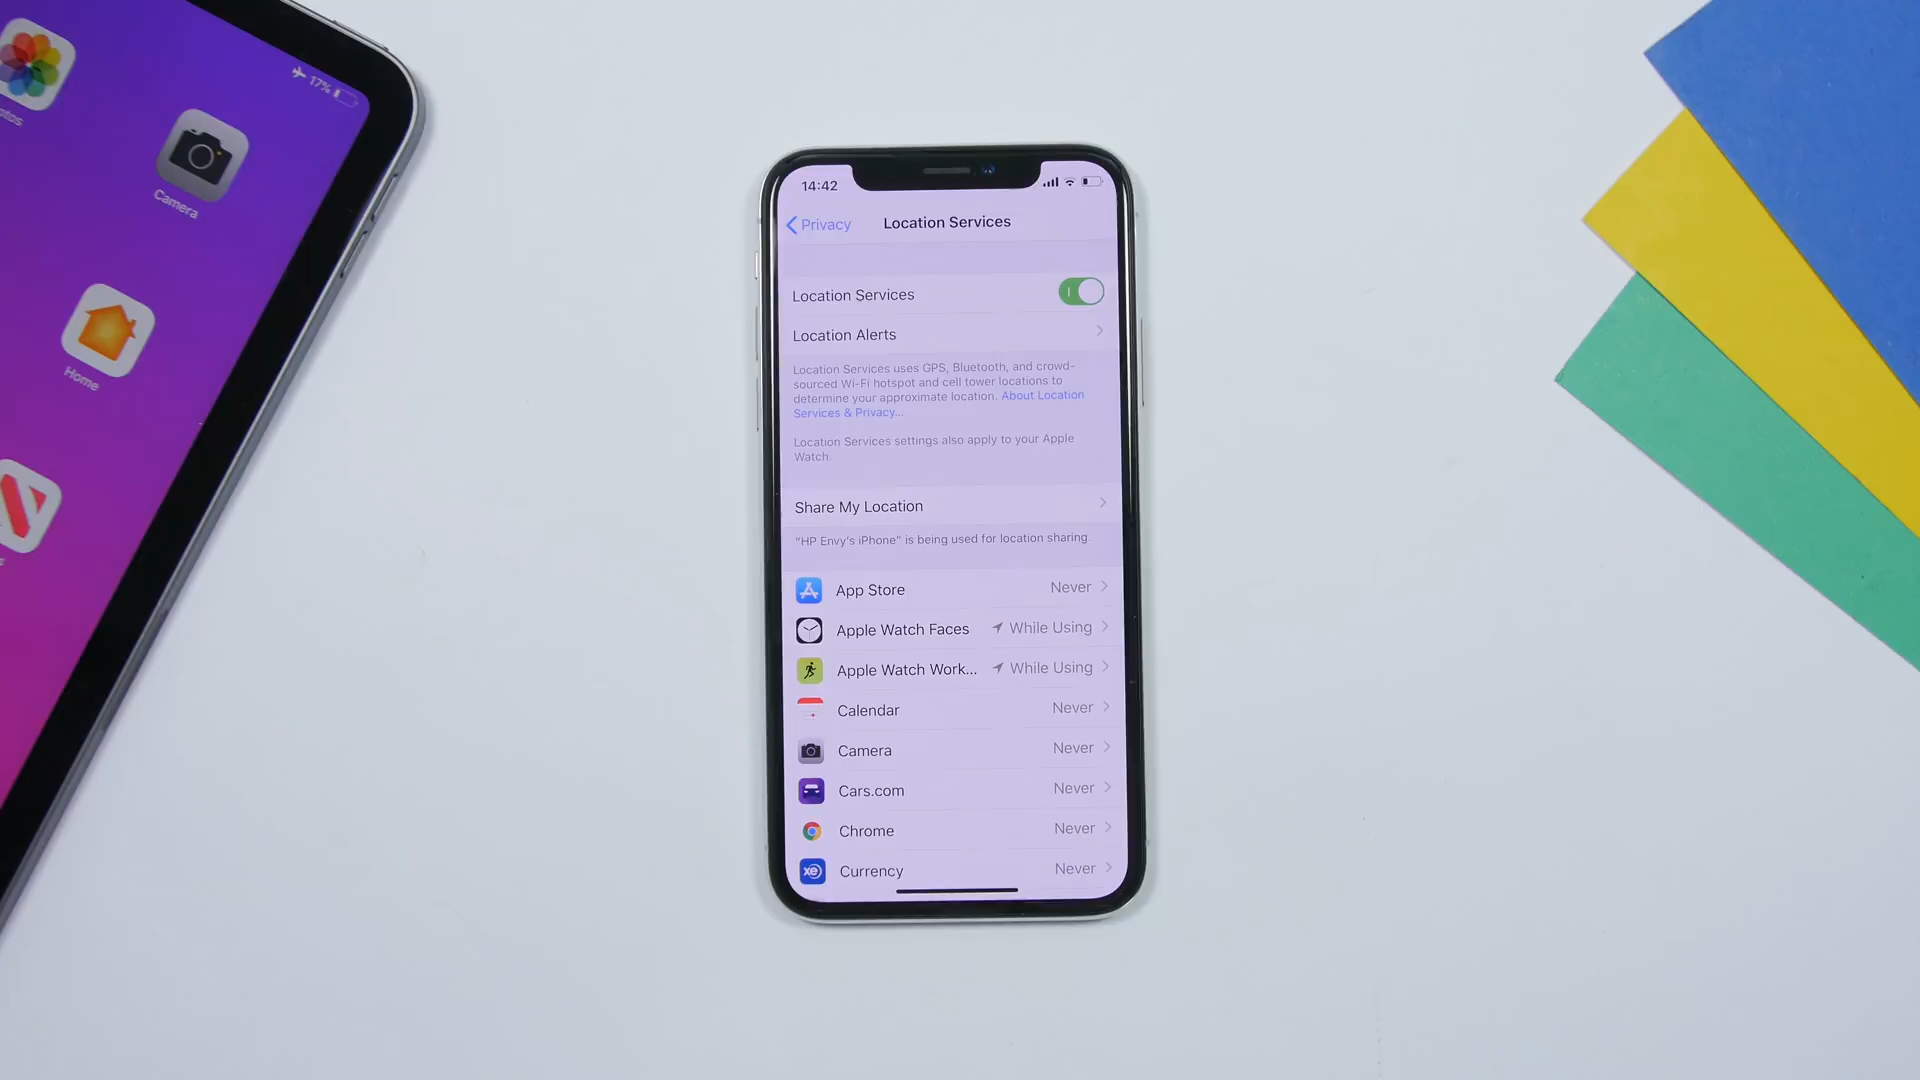 17%
Camera
Home
14:42
Privacy
Location Services
Location Services
Location Alerts
Location Services uses GPS, Bluetooth, and crowd-
sourced Wi-Fi hotspot and cell tower locations to
determine your approximate location. About Location
Services & Privacy...
Location Services settings also apply to your Apple
Watch.
Share My Location
"HP Envy's iPhone" is being used for location sharing.
App Store Never
Apple Watch Faces While Using
Apple Watch Work... While Using
Calendar Never
Camera Never
Cars.com Never
Chrome Never
xe Currency Never